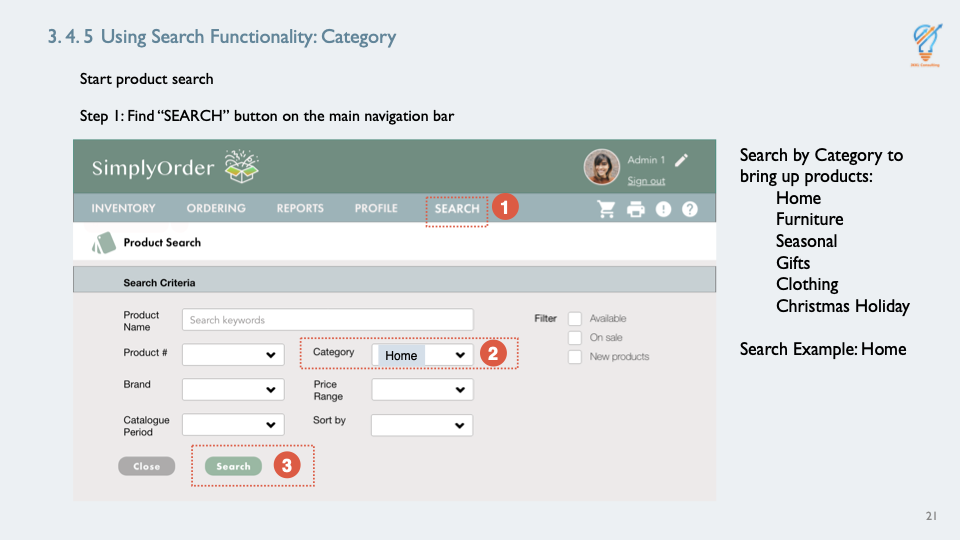 3. 4. 5 Using Search Functionality: Category
Start product search
Step 1: Find “SEARCH” button on the main navigation bar
SimplyOrder
Admin 1
Sign out
INVENTORY ORDERING REPORTS PROFILE SEARCH 1
Product Search
Search Criteria
Product
Name
Search keywords
Filter
Available
On sale
New products
Product #
Category
Home
2
Brand
Price
Range
Catalogue
Period
Sort by
Close
Search
3
Search by Category to
bring up products:
Home
Furniture
Seasonal
Gifts
Clothing
Christmas Holiday
Search Example: Home
21